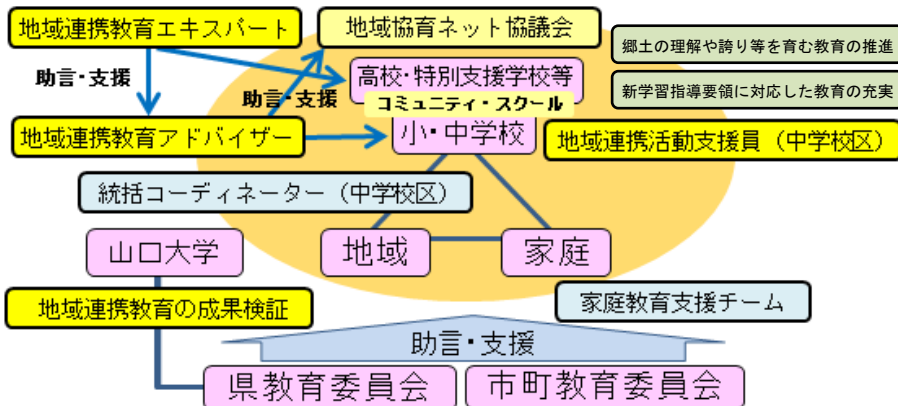 地域連携教育エキスパート
地域協育ネット協議会
郷土の理解や誇り等を育む教育の推進
助言・支援
高校・特別支援学校等
新学習指導要領に対応した教育の充実
助言・支援
コミュニティ・スクール
地域連携教育アドバイザー
小・中学校
地域連携活動支援員（中学校区）
統括コーディネーター（中学校区）
山口大学
地域
家庭
地域連携教育の成果検証
家庭教育支援チーム
助言・支援
県教育委員会
市町教育委員会